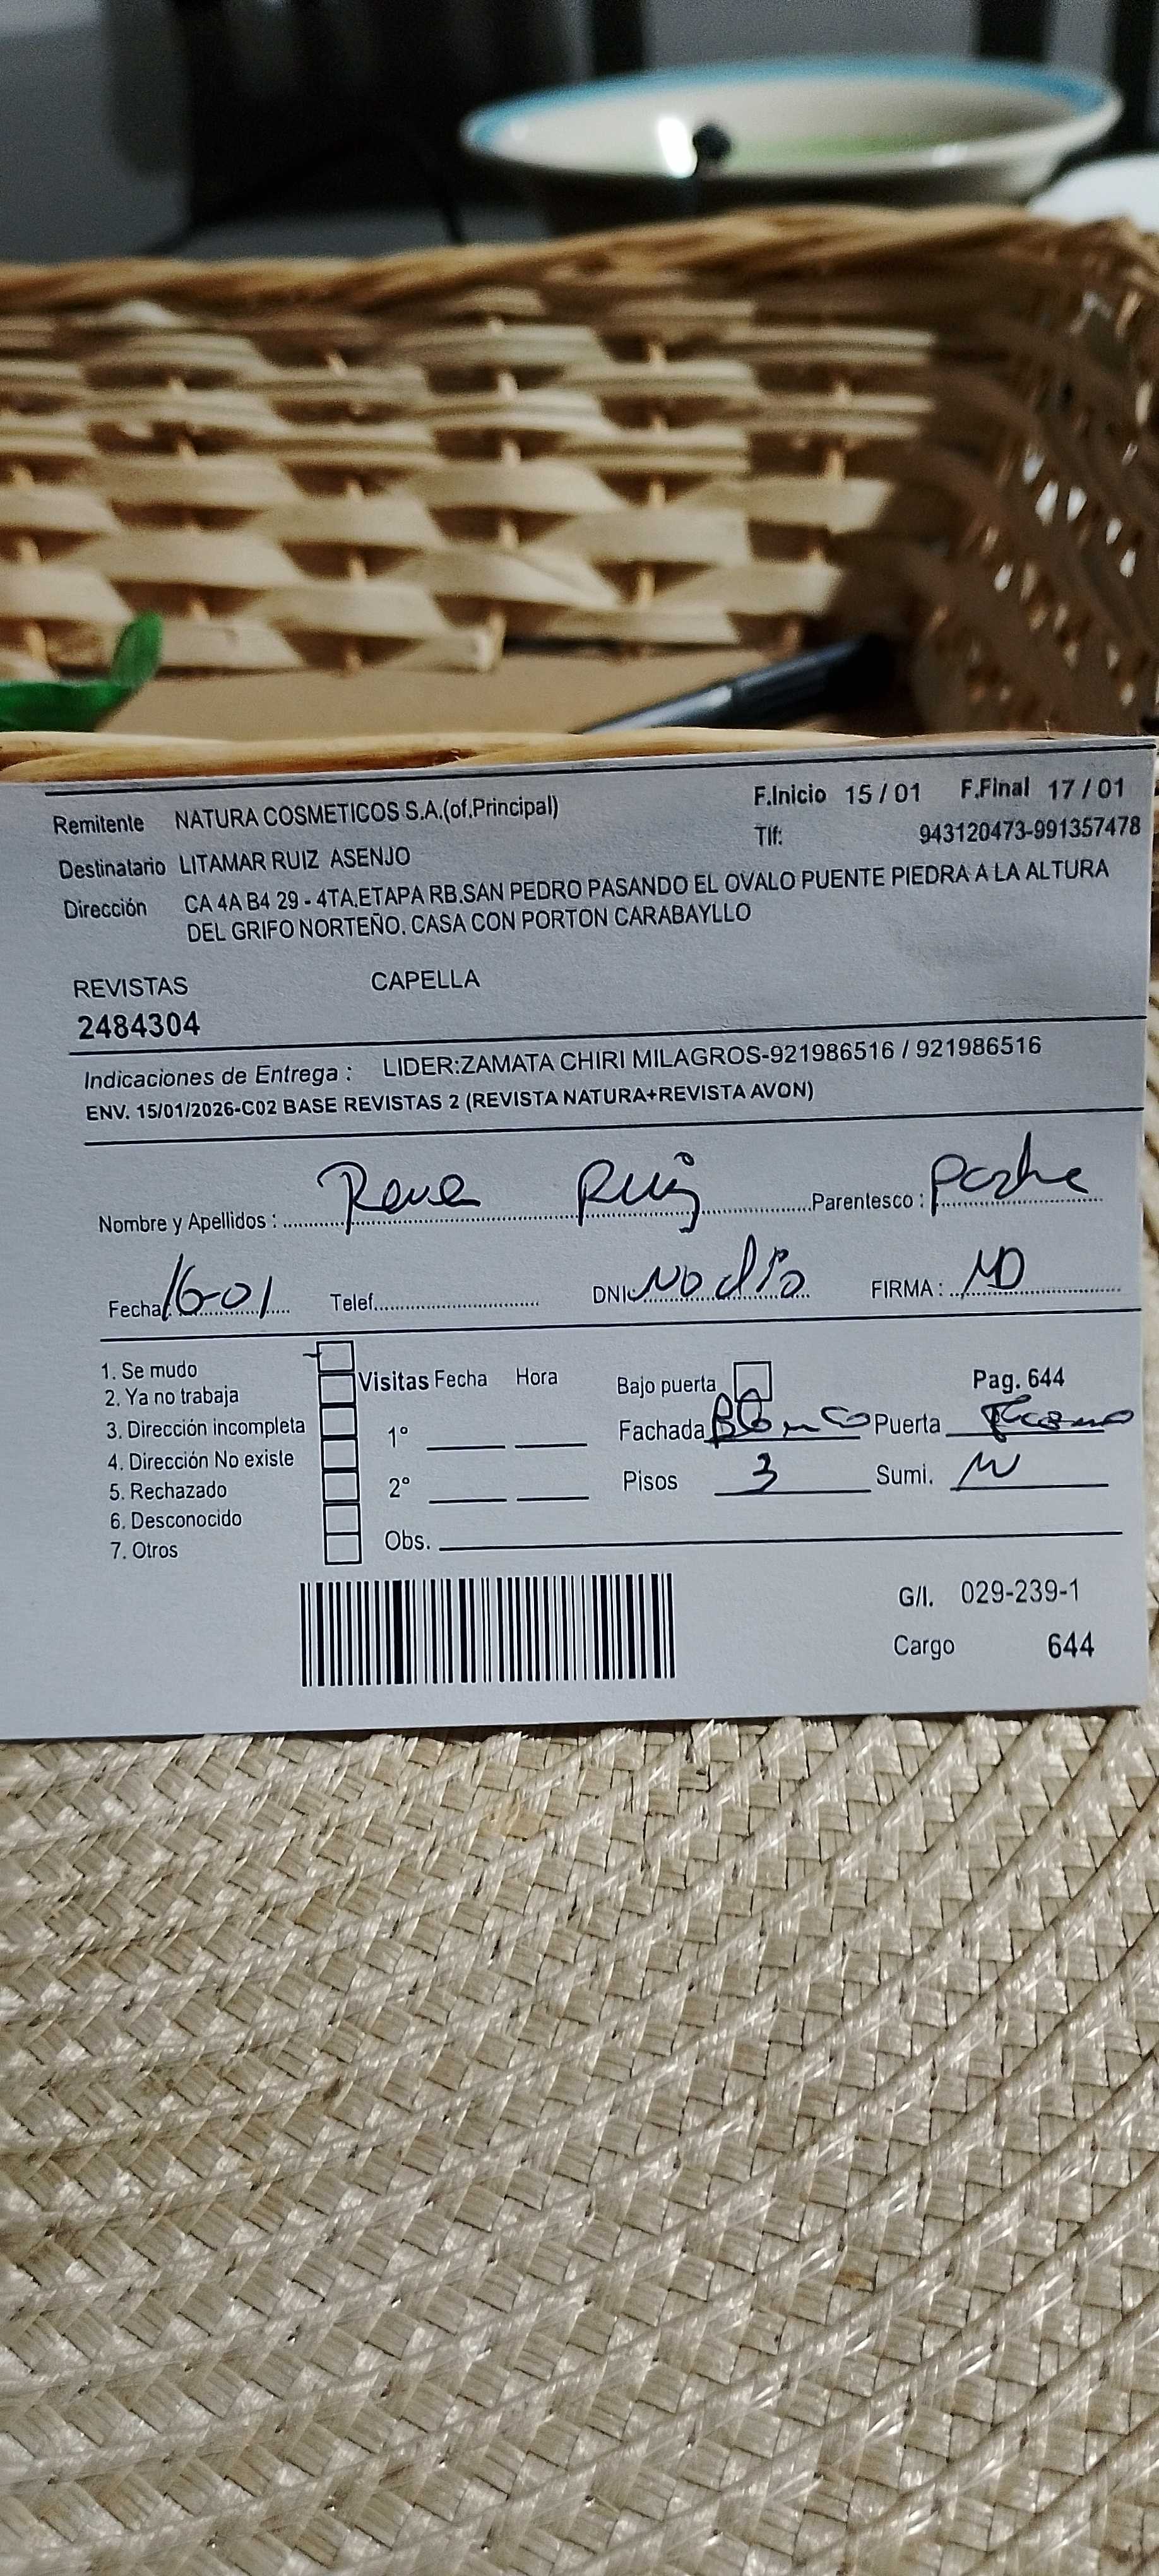 Remitente NATURA COSMETICOS S.A.(of.Principal) F.Inicio 15 / 01 F.Final 17 / 01
Tlf: 943120473-991357478
Destinatario LITAMAR RUIZ ASENJO
Dirección CA 4A B4 29 - 4TA.ETAPA RB.SAN PEDRO PASANDO EL OVALO PUENTE PIEDRA A LA ALTURA
DEL GRIFO NORTEÑO. CASA CON PORTON CARABAYLLO
REVISTAS CAPELLA
2484304
Indicaciones de Entrega : LIDER:ZAMATA CHIRI MILAGROS-921986516 / 921986516
ENV. 15/01/2026-C02 BASE REVISTAS 2 (REVISTA NATURA+REVISTA AVON)
Nombre y Apellidos : Ruiz Parentesco : Padre
Fecha 16-01 Telef. DNI No dio FIRMA : ND
1. Se mudo
2. Ya no trabaja Visitas Fecha Hora Bajo puerta Pag. 644
3. Dirección incompleta 1° Fachada Blanco Puerta
4. Dirección No existe
5. Rechazado 2° Pisos 3 Sumi.
6. Desconocido
7. Otros Obs.
G/I. 029-239-1
Cargo 644